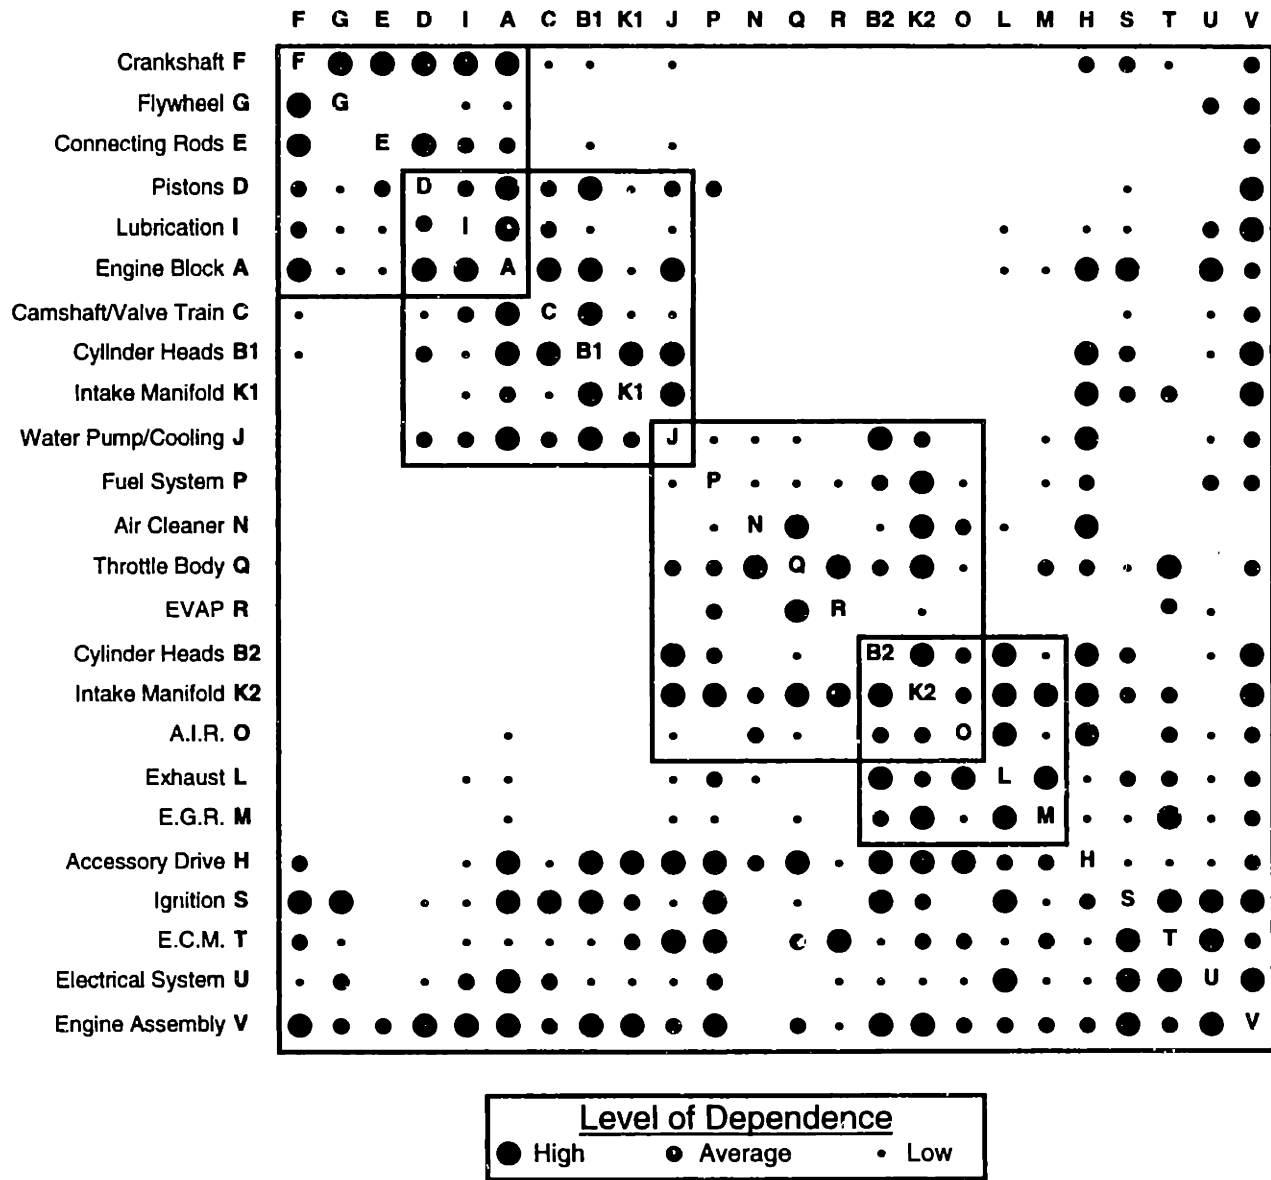 F G E D I A C B1 K1 J P N Q R B2 K2 O L M H S T U V
Crankshaft F F
Flywheel G G
Connecting Rods E E
Pistons D D
Lubrication I I
Engine Block A A
Camshaft/Valve Train C C
Cylinder Heads B1 B1
Intake Manifold K1 K1
Water Pump/Cooling J J
Fuel System P P
Air Cleaner N N
Throttle Body Q Q
EVAP R R
Cylinder Heads B2 B2
Intake Manifold K2 K2
A.I.R. O O
Exhaust L L
E.G.R. M M
Accessory Drive H H
Ignition S S
E.C.M. T T
Electrical System U U
Engine Assembly V V
Level of Dependence
High Average Low